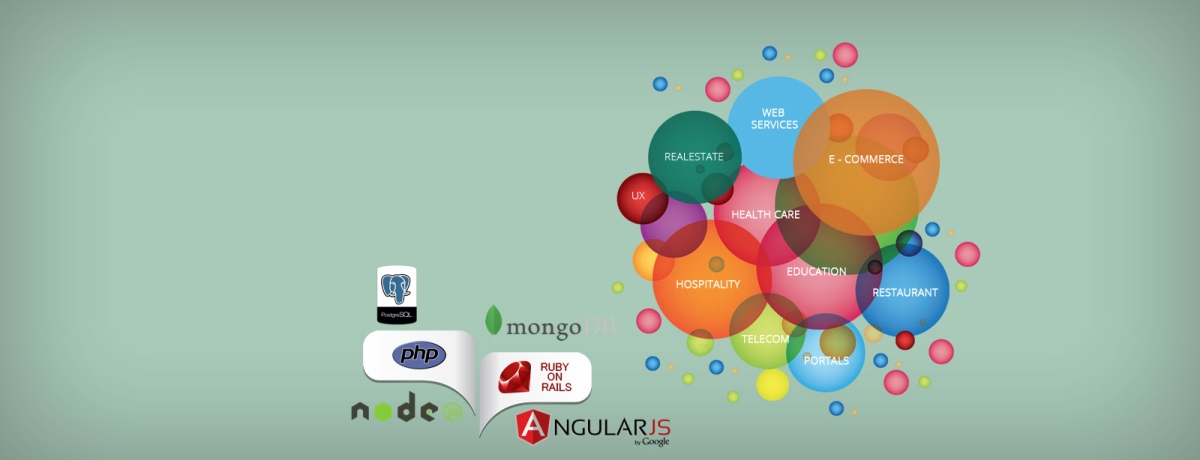 WEB
SERVICES
REALESTATE
E - COMMERCE
UX
HEALTH CARE
EDUCATION
HOSPITALITY
RESTAURANT
TELECOM
PORTALS
PostgreSQL
mongoDB
php
RUBY
ON
RAILS
node
ANGULARJS
by Google